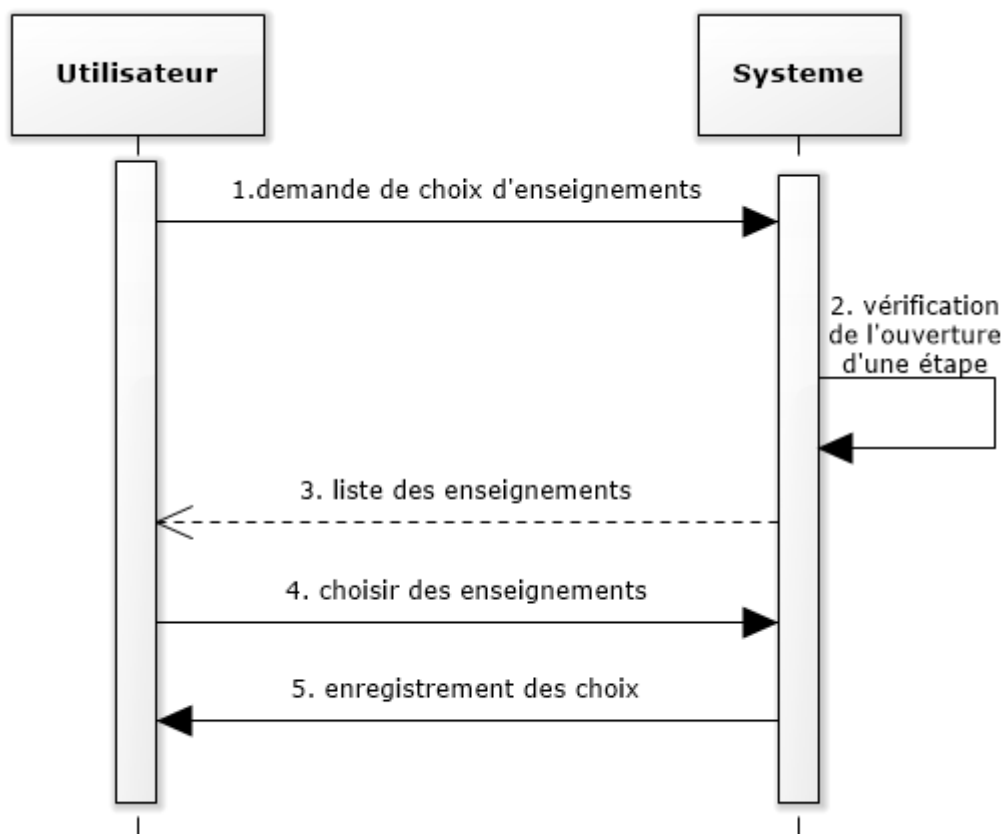 Utilisateur
Systeme
1.demande de choix d'enseignements
2. vérification
de l'ouverture
d'une étape
3. liste des enseignements
4. choisir des enseignements
5. enregistrement des choix